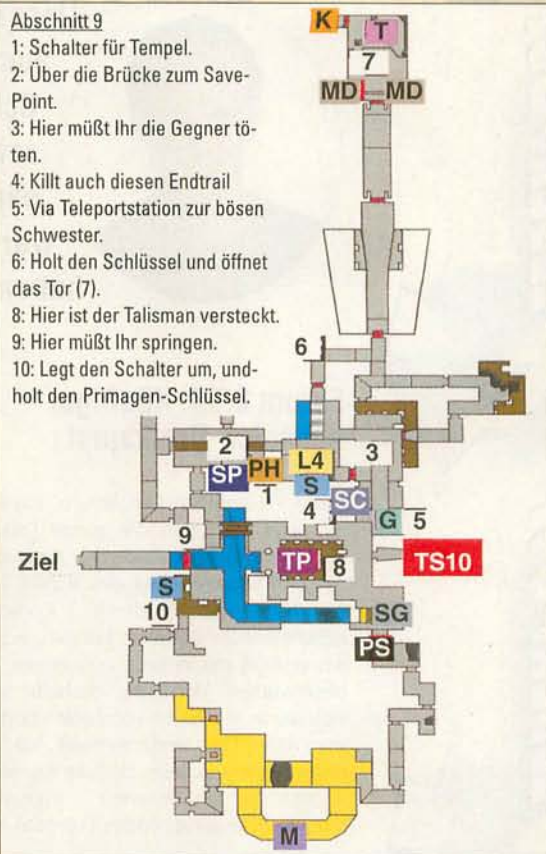 Abschnitt 9
1: Schalter für Tempel.
2: Über die Brücke zum Save-
Point.
3: Hier müßt Ihr die Gegner tö-
ten.
4: Killt auch diesen Endtrail
5: Via Teleportstation zur bösen
Schwester.
6: Holt den Schlüssel und öffnet
das Tor (7).
8: Hier ist der Talisman versteckt.
9: Hier müßt Ihr springen.
10: Legt den Schalter um, und-
holt den Primagen-Schlüssel.
K
T
7
MD MD
6
2
3
SP
PH
L4
1
S
SC
4
G
5
9
Ziel
TP
8
TS10
S
10
SG
PS
M